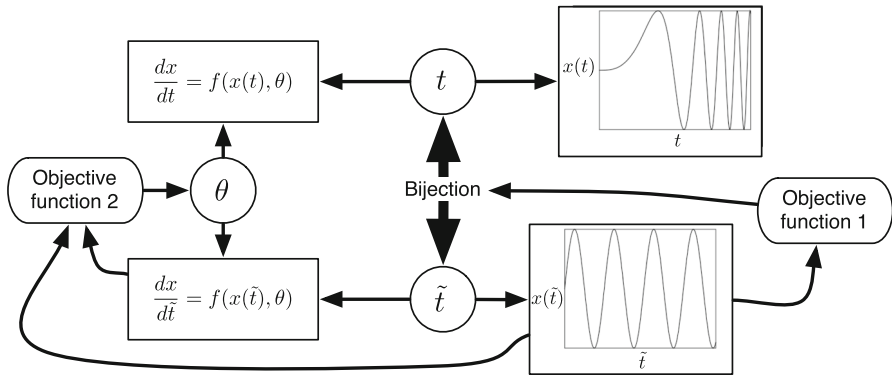 dx/dt = f(x(t), θ)
t
x(t)
t
Objective
function 2
θ
Bijection
Objective
function 1
dx/dt̃ = f(x(t̃), θ)
t̃
x(t̃)
t̃